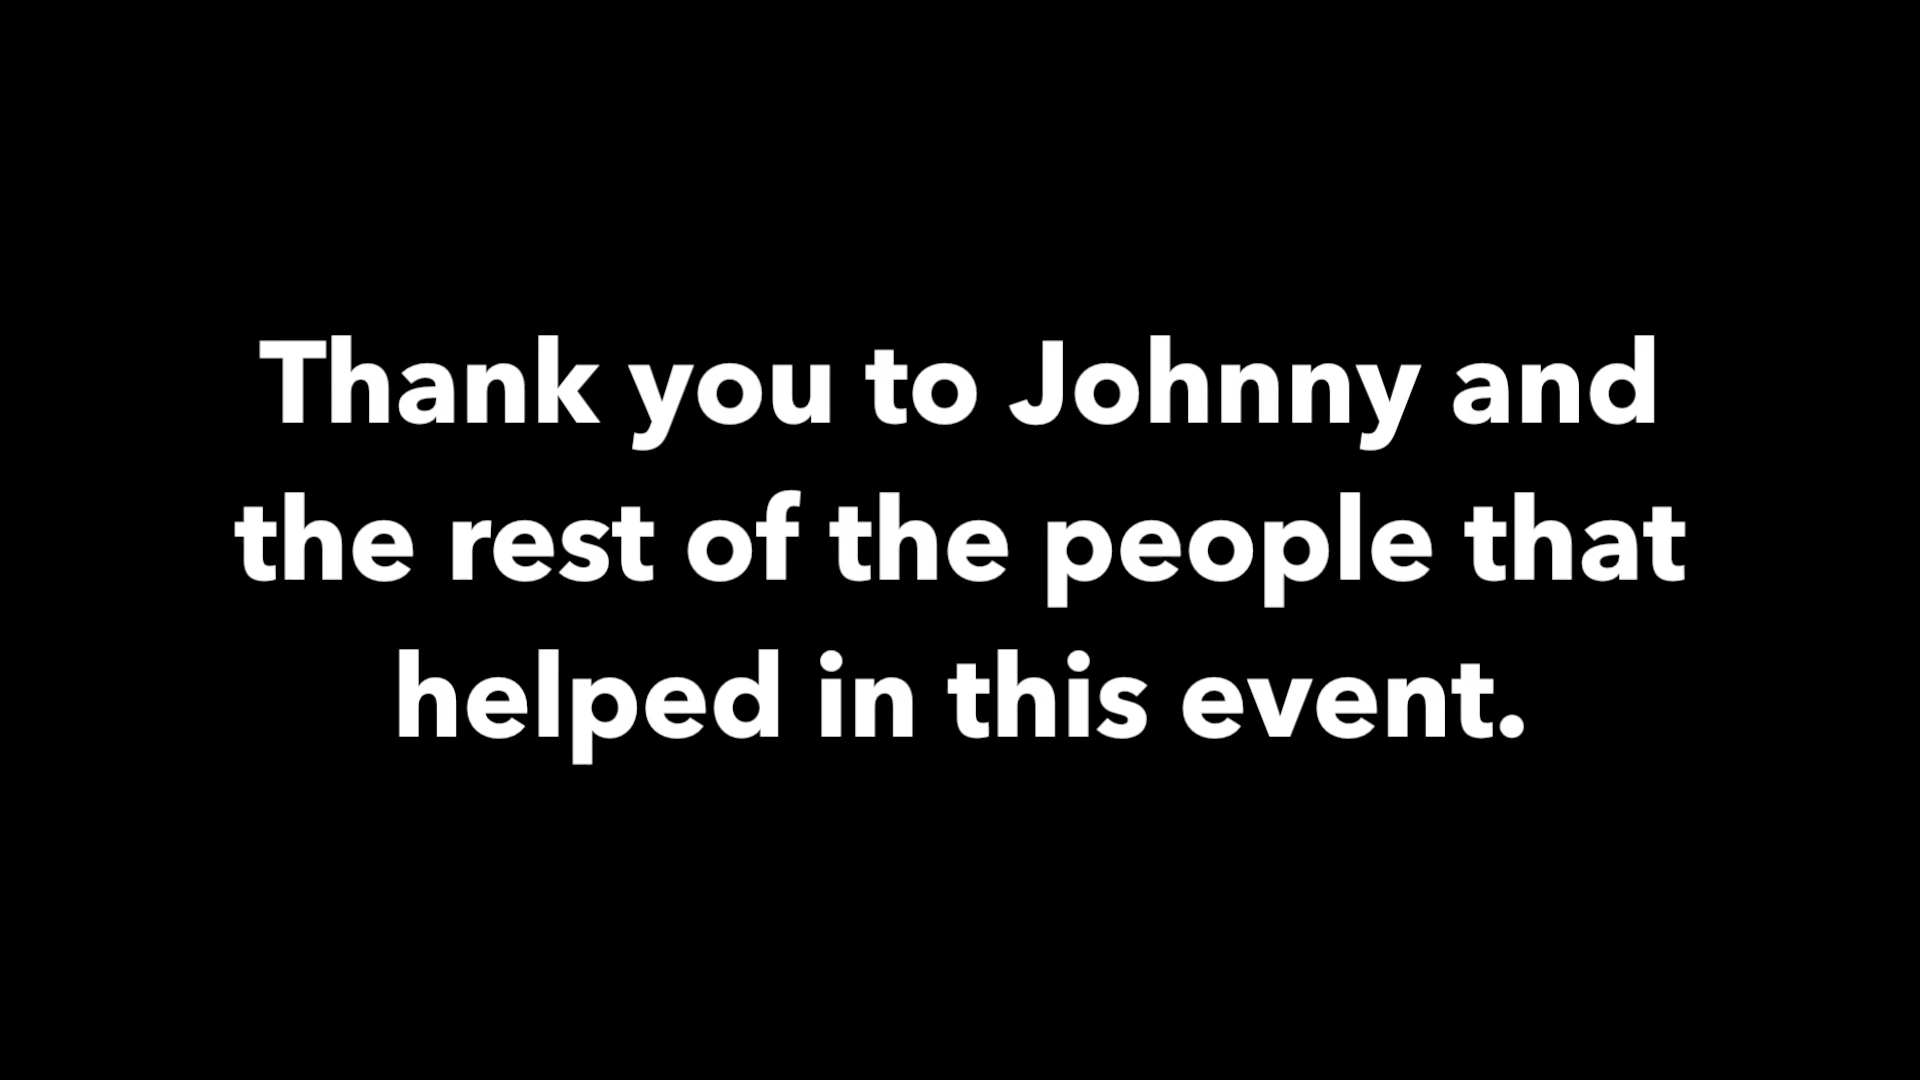 Thank you to Johnny and
the rest of the people that
helped in this event.